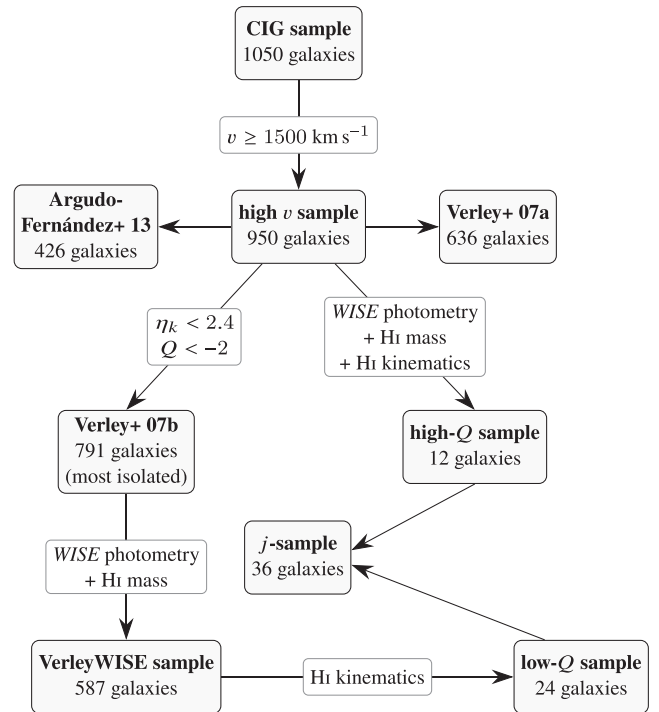 CIG sample
1050 galaxies
v ≥ 1500 km s⁻¹
Argudo-
Fernández+ 13
426 galaxies
high v sample
950 galaxies
Verley+ 07a
636 galaxies
ηₖ < 2.4
Q < −2
WISE photometry
+ HI mass
+ HI kinematics
Verley+ 07b
791 galaxies
(most isolated)
high-Q sample
12 galaxies
WISE photometry
+ HI mass
j-sample
36 galaxies
VerleyWISE sample
587 galaxies
HI kinematics
low-Q sample
24 galaxies